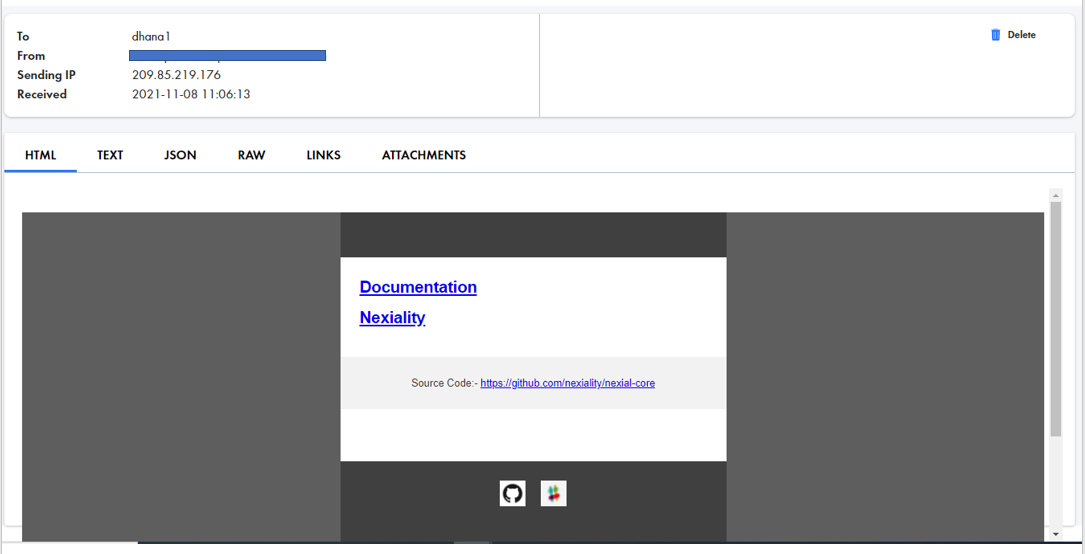 To dhana1
From
Sending IP 209.85.219.176
Received 2021-11-08 11:06:13
Delete
HTML TEXT JSON RAW LINKS ATTACHMENTS
Documentation
Nexiality
Source Code:- https://github.com/nexiality/nexial-core